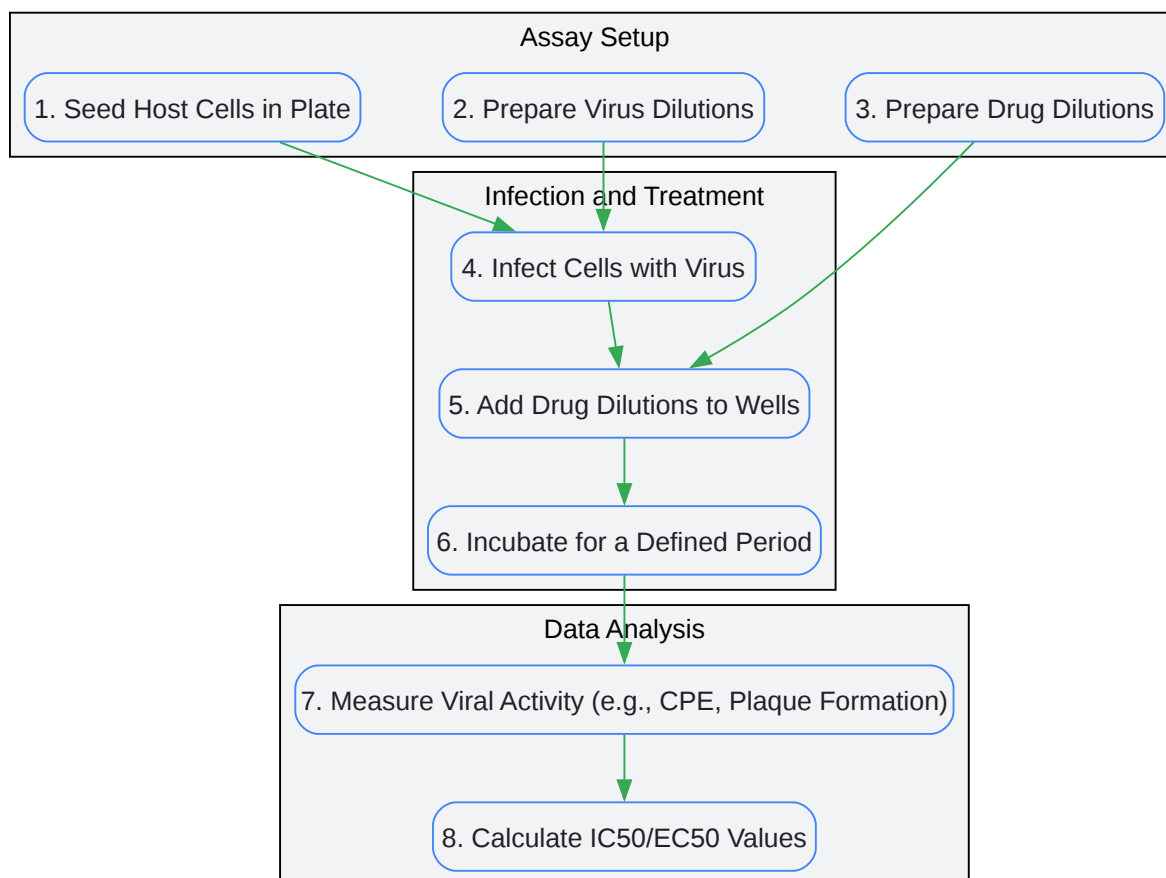 Assay Setup
1. Seed Host Cells in Plate
2. Prepare Virus Dilutions
3. Prepare Drug Dilutions
Infection and Treatment
4. Infect Cells with Virus
5. Add Drug Dilutions to Wells
6. Incubate for a Defined Period
Data Analysis
7. Measure Viral Activity (e.g., CPE, Plaque Formation)
8. Calculate IC50/EC50 Values